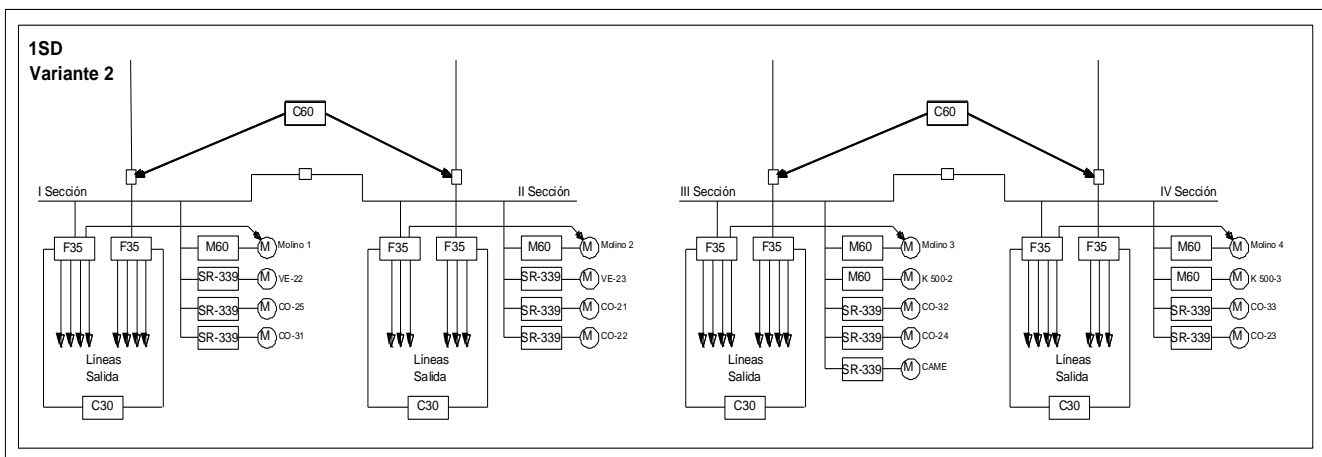 1SD
Variante 2
C60
C60
I Sección
II Sección
III Sección
IV Sección
F35
F35
M60
M
Molino 1
SR-339
M
VE-22
SR-339
M
CO-25
SR-339
M
CO-31
Líneas
Salida
C30
F35
F35
M60
M
Molino 2
SR-339
M
VE-23
SR-339
M
CO-21
SR-339
M
CO-22
Líneas
Salida
C30
F35
F35
M60
M
Molino 3
M60
M
K 500-2
SR-339
M
CO-32
SR-339
M
CO-24
SR-339
M
CAME
Líneas
Salida
C30
F35
F35
M60
M
Molino 4
M60
M
K 500-3
SR-339
M
CO-33
SR-339
M
CO-23
Líneas
Salida
C30